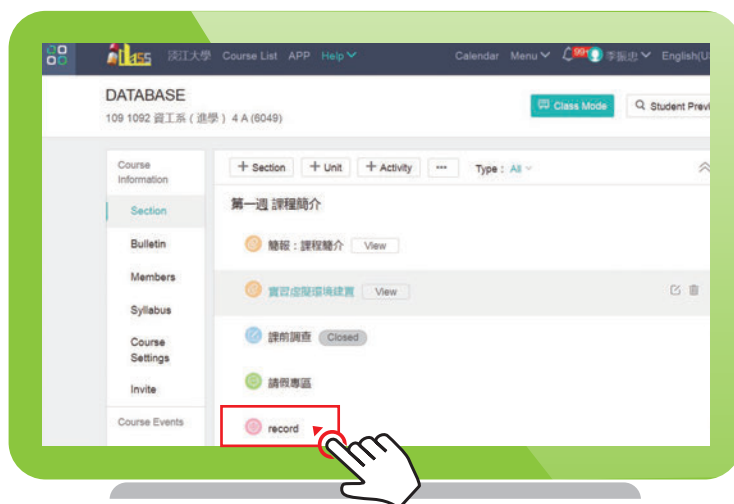 iClass 淡江大學 Course List APP Help Calendar Menu 99+ 李振忠 English(U
DATABASE
109 1092 資工系 ( 進學 ) 4 A (6049)
Class Mode
Student Previ
Course Information
Section
Bulletin
Members
Syllabus
Course Settings
Invite
Course Events
+ Section + Unit + Activity ··· Type : All
第一週 課程簡介
簡報：課程簡介 View
實習虛擬環境建置 View
課前調查 Closed
請假專區
record